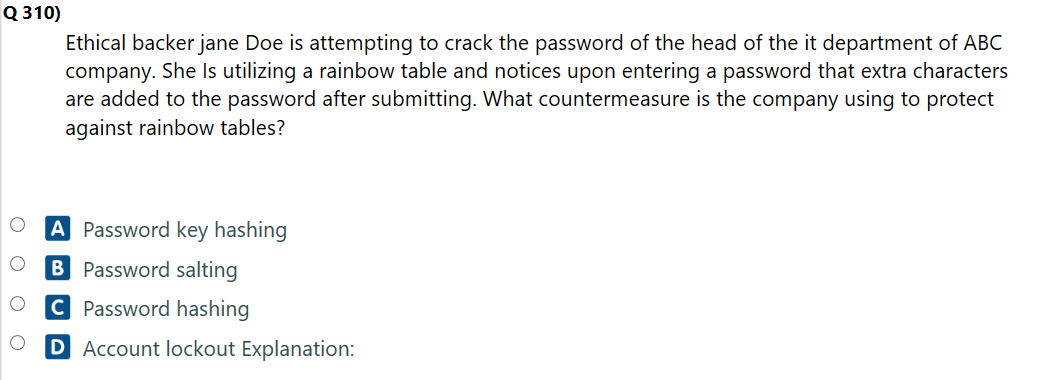 Q 310)
Ethical backer jane Doe is attempting to crack the password of the head of the it department of ABC
company. She Is utilizing a rainbow table and notices upon entering a password that extra characters
are added to the password after submitting. What countermeasure is the company using to protect
against rainbow tables?
A Password key hashing
B Password salting
C Password hashing
D Account lockout Explanation: